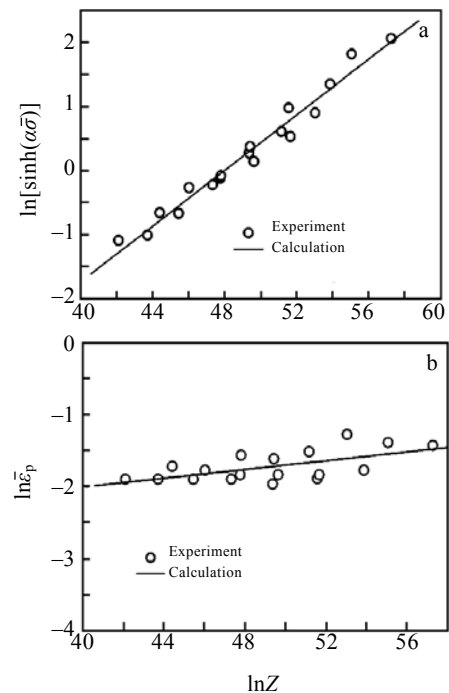 2
a
1
ln[sinh(ασ̄)]
0
Experiment
−1
Calculation
−2
40 44 48 52 56 60
0
b
−1
lnε̄p
−2
−3
Experiment
Calculation
−4
40 44 48 52 56
lnZ